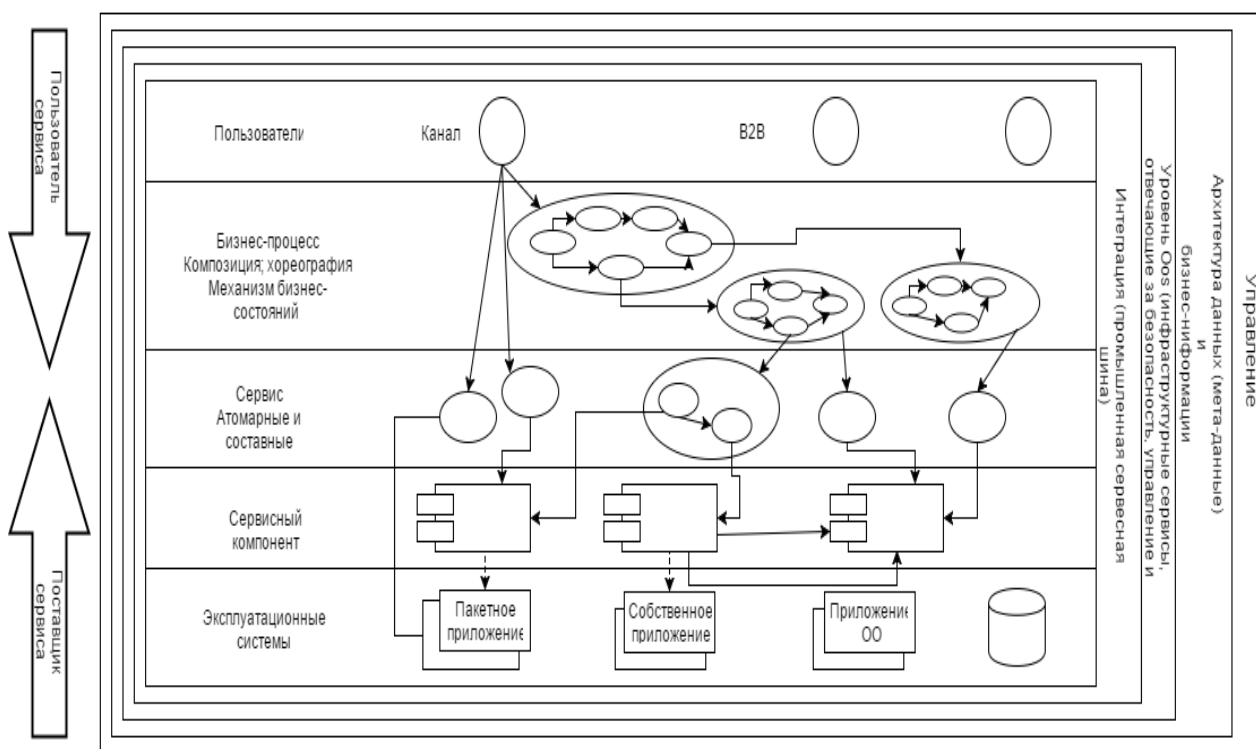 Пользователь
сервиса
Поставщик
сервиса
Пользователи
Канал
B2B
Бизнес-процесс
Композиция; хореография
Механизм бизнес-
состояний
Сервис
Атомарные и
составные
Сервисный
компонент
Эксплуатационные
системы
Пакетное
приложение
Собственное
приложение
Приложение
ОО
Интеграция (промышленная сервесная
шина)
Уровень Oos (инфраструктурные сервисы,
отвечающие за безопасность, управление и
Архитектура данных (мета-данные)
и
бизнес-ниформации
Управление